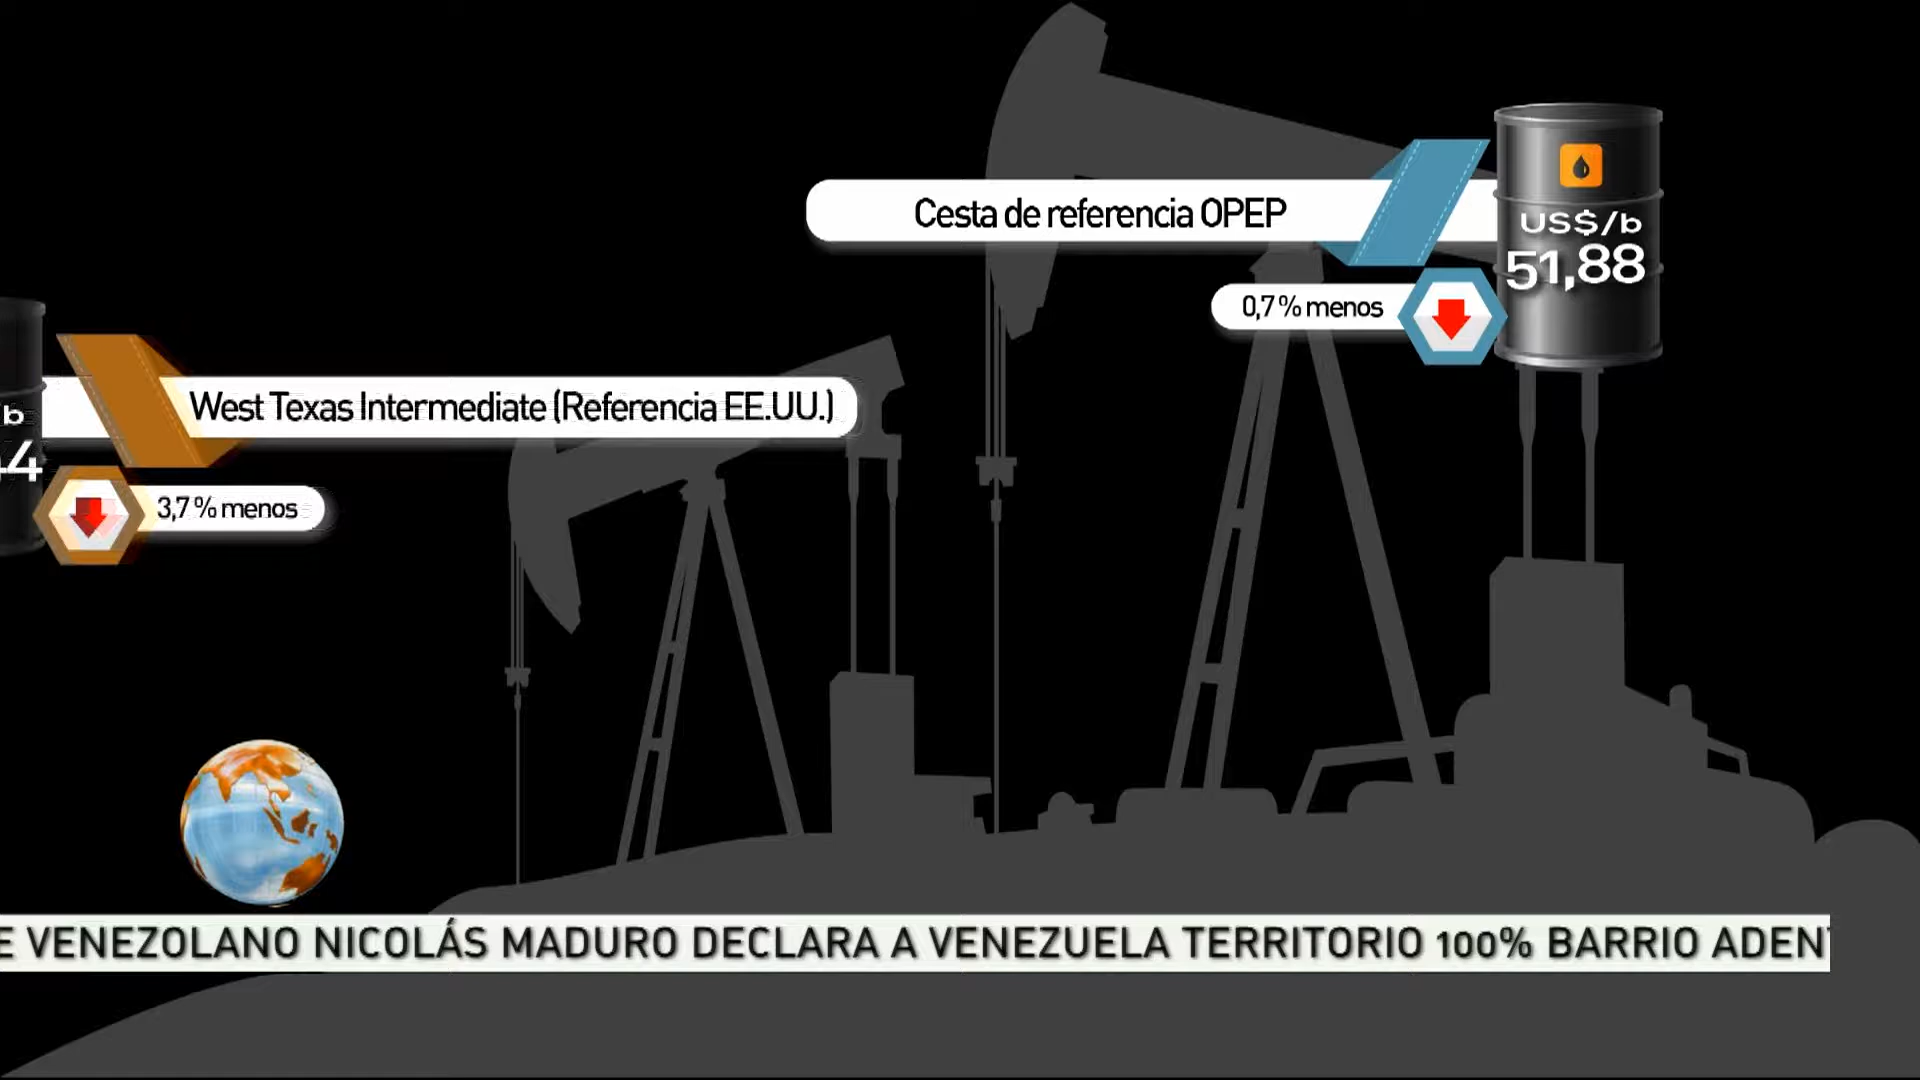 Cesta de referencia OPEP
US$/b
51,88
0,7% menos
West Texas Intermediate (Referencia EE.UU.)
3,7% menos
VENEZOLANO NICOLÁS MADURO DECLARA A VENEZUELA TERRITORIO 100% BARRIO